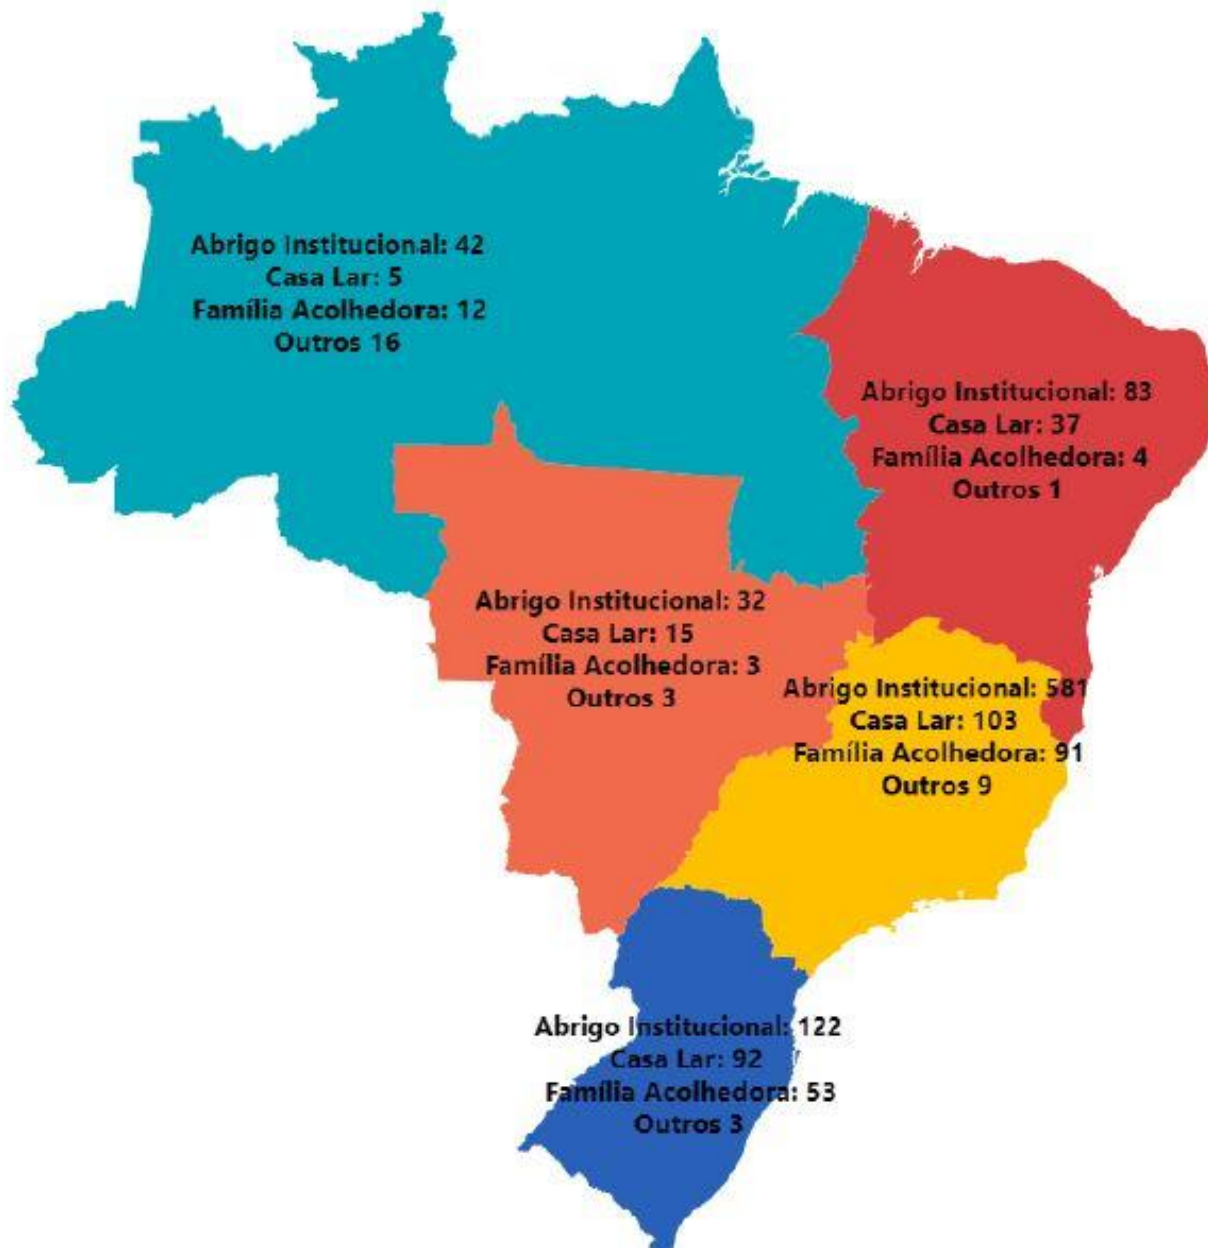 Abrigo Institucional: 42
Casa Lar: 5
Família Acolhedora: 12
Outros 16
Abrigo Institucional: 83
Casa Lar: 37
Família Acolhedora: 4
Outros 1
Abrigo Institucional: 32
Casa Lar: 15
Família Acolhedora: 3
Outros 3
Abrigo Institucional: 581
Casa Lar: 103
Família Acolhedora: 91
Outros 9
Abrigo Institucional: 122
Casa Lar: 92
Família Acolhedora: 53
Outros 3